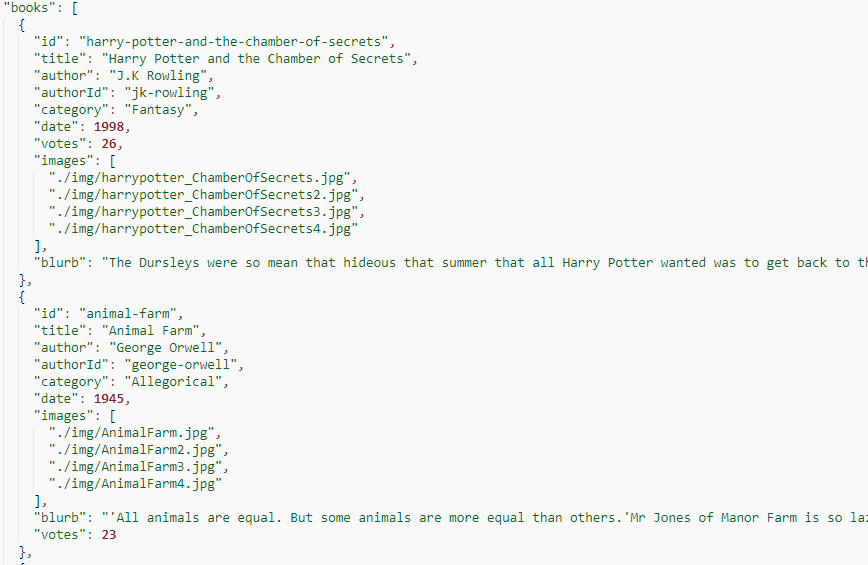 "books": [
{
"id": "harry-potter-and-the-chamber-of-secrets",
"title": "Harry Potter and the Chamber of Secrets",
"author": "J.K Rowling",
"authorId": "jk-rowling",
"category": "Fantasy",
"date": 1998,
"votes": 26,
"images": [
"./img/harrypotter_ChamberOfSecrets.jpg",
"./img/harrypotter_ChamberOfSecrets2.jpg",
"./img/harrypotter_ChamberOfSecrets3.jpg",
"./img/harrypotter_ChamberOfSecrets4.jpg"
],
"blurb": "The Dursleys were so mean that hideous that summer that all Harry Potter wanted was to get back to
},
{
"id": "animal-farm",
"title": "Animal Farm",
"author": "George Orwell",
"authorId": "george-orwell",
"category": "Allegorical",
"date": 1945,
"images": [
"./img/AnimalFarm.jpg",
"./img/AnimalFarm2.jpg",
"./img/AnimalFarm3.jpg",
"./img/AnimalFarm4.jpg"
],
"blurb": "'All animals are equal. But some animals are more equal than others.'Mr Jones of Manor Farm is so
"votes": 23
},